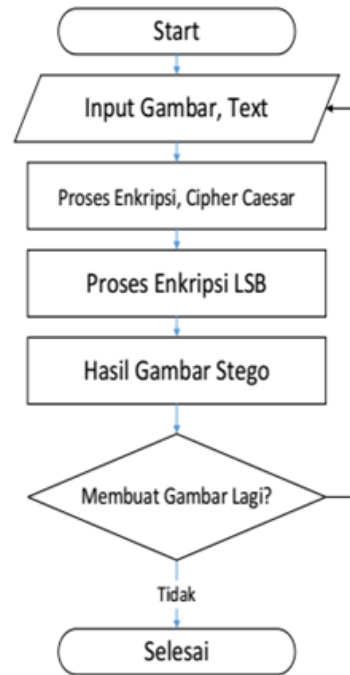 Start
Input Gambar, Text
Proses Enkripsi, Cipher Caesar
Proses Enkripsi LSB
Hasil Gambar Stego
Membuat Gambar Lagi?
Tidak
Selesai